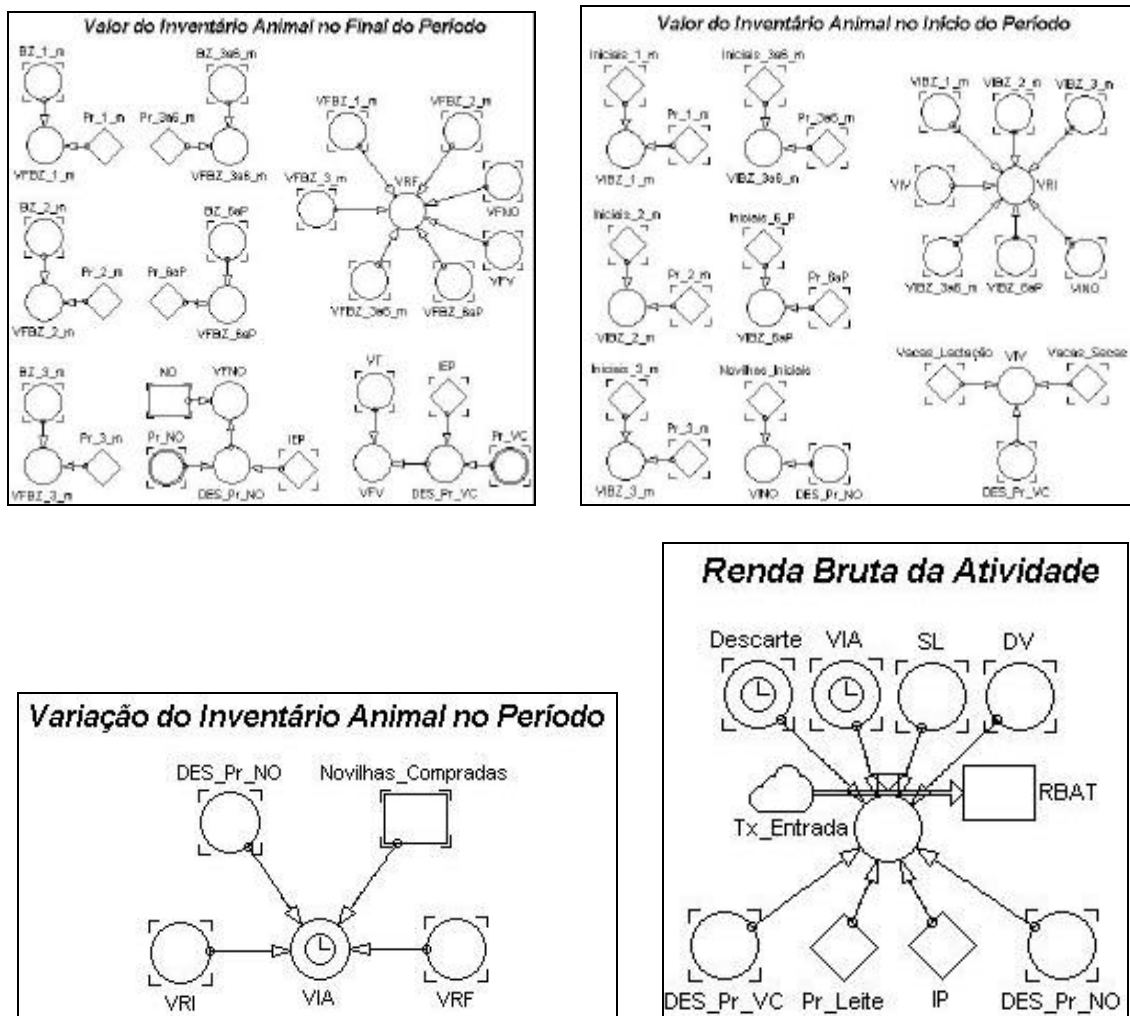 Valor do Inventário Animal no Final do Período
BZ_1_m
BZ_3a6_m
Pr_1_m
Pr_3a6_m
VFBZ_1_m
VFBZ_3a6_m
VFBZ_1_m
VFBZ_2_m
VFBZ_3_m
VRF
VFNO
VFV
VFBZ_3a6_m
VFBZ_6aP
BZ_2_m
BZ_6aP
Pr_2_m
Pr_6aP
VFBZ_2_m
VFBZ_6aP
BZ_3_m
NO
VFNO
VT
IEP
Pr_3_m
Pr_NO
IEP
Pr_VC
VFBZ_3_m
DES_Pr_NO
VFV
DES_Pr_VC
Valor do Inventário Animal no Início do Período
Iniciais_1_m
Iniciais_3a6_m
Pr_1_m
Pr_3a6_m
VIBZ_1_m
VIBZ_3a6_m
VIBZ_1_m
VIBZ_2_m
VIBZ_3_m
VIV
VRI
VIBZ_3a6_m
VIBZ_6aP
VINO
Iniciais_2_m
Iniciais_6_P
Pr_2_m
Pr_6aP
VIBZ_2_m
VIBZ_6aP
Iniciais_3_m
Novilhas_Iniciais
Pr_3_m
VIBZ_3_m
VINO
DES_Pr_NO
Vacas_Lactação
VIV
Vacas_Secas
DES_Pr_VC
Variação do Inventário Animal no Período
DES_Pr_NO
Novilhas_Compradas
VRI
VIA
VRF
Renda Bruta da Atividade
Descarte
VIA
SL
DV
Tx_Entrada
RBAT
DES_Pr_VC
Pr_Leite
IP
DES_Pr_NO